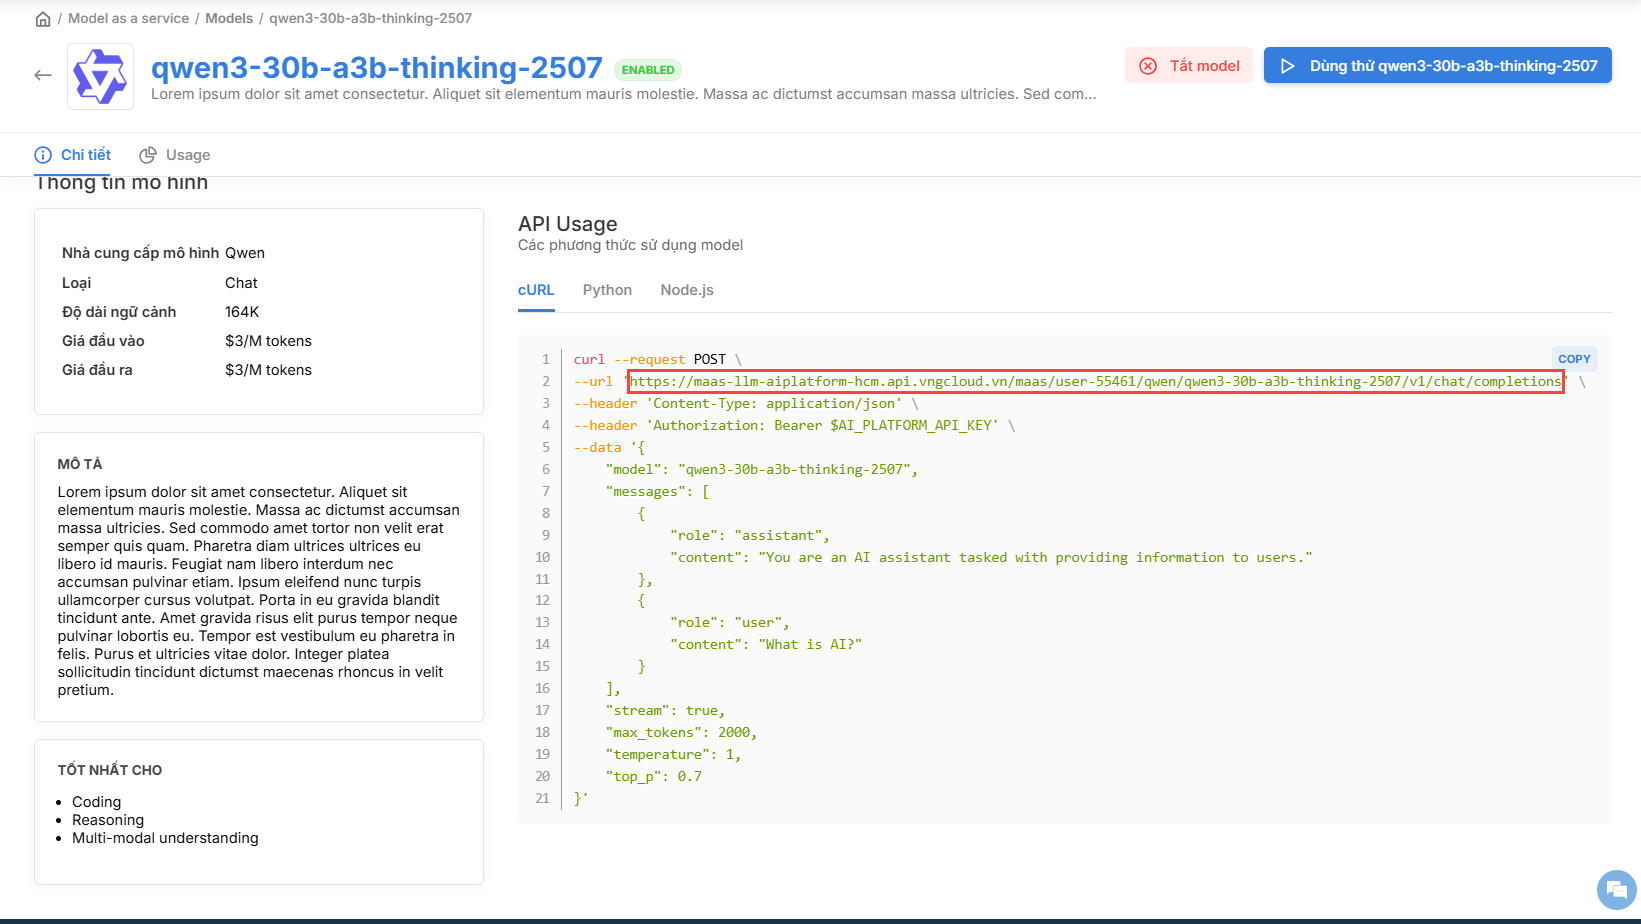 / Model as a service / Models / qwen3-30b-a3b-thinking-2507
qwen3-30b-a3b-thinking-2507 ENABLED
Lorem ipsum dolor sit amet consectetur. Aliquet sit elementum mauris molestie. Massa ac dictumst accumsan massa ultricies. Sed com...
Tắt model
Dùng thử qwen3-30b-a3b-thinking-2507
Chi tiết
Usage
Thông tin mô hình
Nhà cung cấp mô hình Qwen
Loại Chat
Độ dài ngữ cảnh 164K
Giá đầu vào $3/M tokens
Giá đầu ra $3/M tokens
MÔ TẢ
Lorem ipsum dolor sit amet consectetur. Aliquet sit
elementum mauris molestie. Massa ac dictumst accumsan
massa ultricies. Sed commodo amet tortor non velit erat
semper quis quam. Pharetra diam ultrices ultrices eu
libero id mauris. Feugiat nam libero interdum nec
accumsan pulvinar etiam. Ipsum eleifend nunc turpis
ullamcorper cursus volutpat. Porta in eu gravida blandit
tincidunt ante. Amet gravida risus elit purus tempor neque
pulvinar lobortis eu. Tempor est vestibulum eu pharetra in
felis. Purus et ultricies vitae dolor. Integer platea
sollicitudin tincidunt dictumst maecenas rhoncus in velit
pretium.
TỐT NHẤT CHO
• Coding
• Reasoning
• Multi-modal understanding
API Usage
Các phương thức sử dụng model
cURL Python Node.js
COPY
1 curl --request POST \
2 --url 'https://maas-llm-aiplatform-hcm.api.vngcloud.vn/maas/user-55461/qwen/qwen3-30b-a3b-thinking-2507/v1/chat/completions' \
3 --header 'Content-Type: application/json' \
4 --header 'Authorization: Bearer $AI_PLATFORM_API_KEY' \
5 --data '{
6 "model": "qwen3-30b-a3b-thinking-2507",
7 "messages": [
8 {
9 "role": "assistant",
10 "content": "You are an AI assistant tasked with providing information to users."
11 },
12 {
13 "role": "user",
14 "content": "What is AI?"
15 }
16 ],
17 "stream": true,
18 "max_tokens": 2000,
19 "temperature": 1,
20 "top_p": 0.7
21 }'